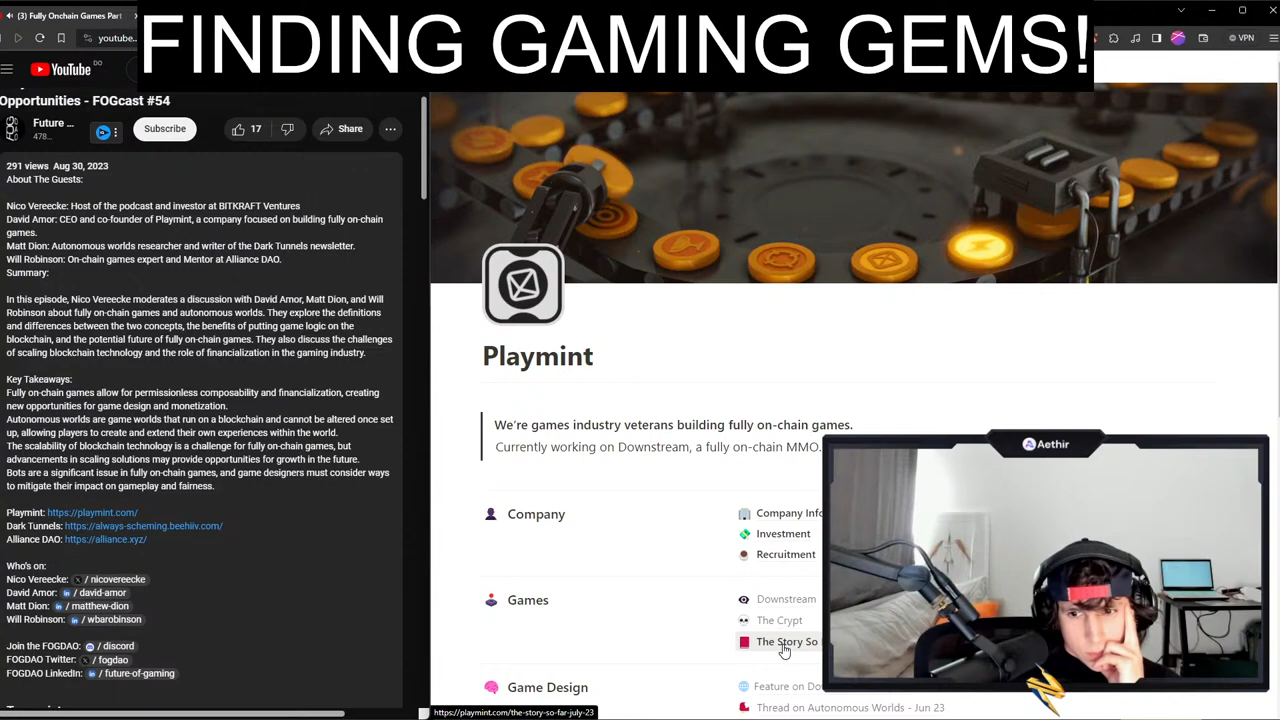 (3) Fully Onchain Games Part
FINDING GAMING GEMS!
youtube.
VPN
YouTube
DO
Opportunities - FOGcast #54
Future ...
478...
Subscribe
17
Share
291 views Aug 30, 2023
About The Guests:
Nico Vereecke: Host of the podcast and investor at BITKRAFT Ventures
David Amor: CEO and co-founder of Playmint, a company focused on building fully on-chain
games.
Matt Dion: Autonomous worlds researcher and writer of the Dark Tunnels newsletter.
Will Robinson: On-chain games expert and Mentor at Alliance DAO.
Summary:
In this episode, Nico Vereecke moderates a discussion with David Amor, Matt Dion, and Will
Robinson about fully on-chain games and autonomous worlds. They explore the definitions
and differences between the two concepts, the benefits of putting game logic on the
blockchain, and the potential future of fully on-chain games. They also discuss the challenges
of scaling blockchain technology and the role of financialization in the gaming industry.
Key Takeaways:
Fully on-chain games allow for permissionless composability and financialization, creating
new opportunities for game design and monetization.
Autonomous worlds are game worlds that run on a blockchain and cannot be altered once set
up, allowing players to create and extend their own experiences within the world.
The scalability of blockchain technology is a challenge for fully on-chain games, but
advancements in scaling solutions may provide opportunities for growth in the future.
Bots are a significant issue in fully on-chain games, and game designers must consider ways
to mitigate their impact on gameplay and fairness.
Playmint: https://playmint.com/
Dark Tunnels: https://always-scheming.beehiiv.com/
Alliance DAO: https://alliance.xyz/
Who's on:
Nico Vereecke: / nicovereecke
David Amor: / david-amor
Matt Dion: / matthew-dion
Will Robinson: / wbarobinson
Join the FOGDAO: / discord
FOGDAO Twitter: / fogdao
FOGDAO LinkedIn: / future-of-gaming
Playmint
We're games industry veterans building fully on-chain games.
Currently working on Downstream, a fully on-chain MMO.
Company
Company Info
Investment
Recruitment
Games
Downstream
The Crypt
The Story So
Game Design
Feature on Do
Thread on Autonomous Worlds - Jun 23
https://playmint.com/the-story-so-far-july-23
Aethir